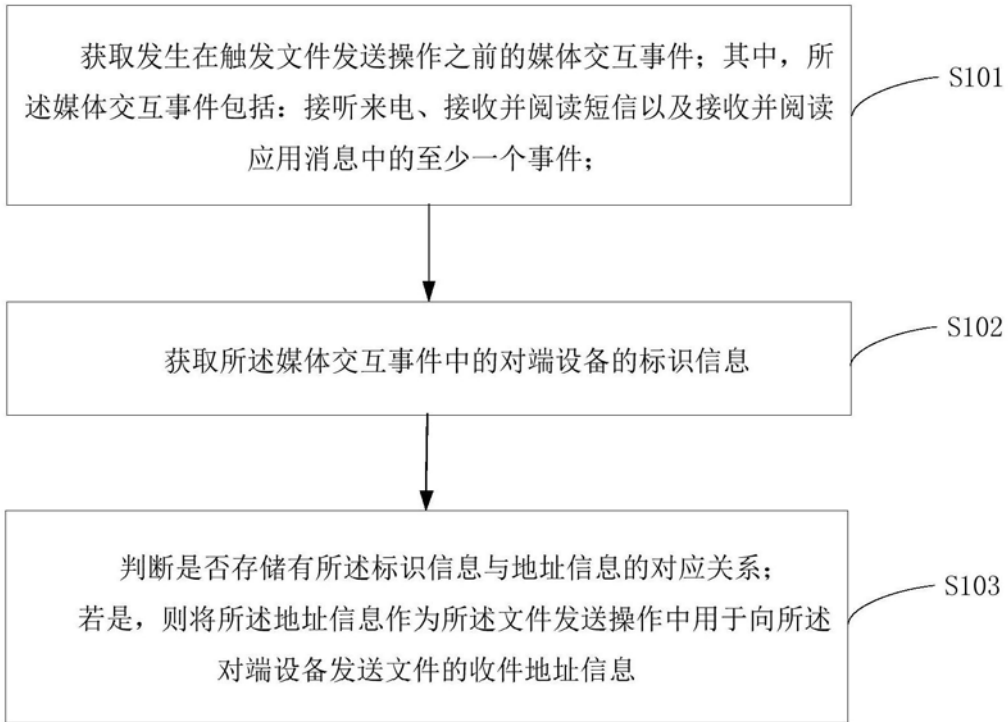 获取发生在触发文件发送操作之前的媒体交互事件；其中，所
述媒体交互事件包括：接听来电、接收并阅读短信以及接收并阅读
应用消息中的至少一个事件；
S101
获取所述媒体交互事件中的对端设备的标识信息
S102
判断是否存储有所述标识信息与地址信息的对应关系；
若是，则将所述地址信息作为所述文件发送操作中用于向所述
对端设备发送文件的收件地址信息
S103